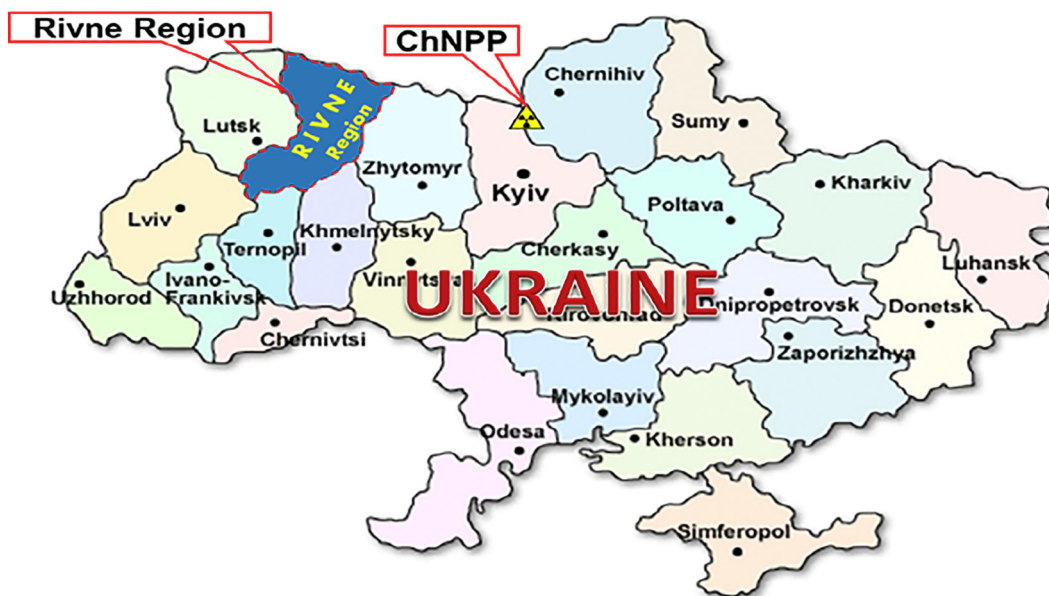 Rivne Region
ChNPP
Chernihiv
Sumy
Lutsk
RIVNE
Region
Zhytomyr
Kyiv
Kharkiv
Lviv
Poltava
Ternopil
Khmelnytsky
Cherkasy
Ivano-
Frankivsk
Uzhhorod
UKRAINE
Luhansk
Dnipropetrovsk
Donetsk
Chernivtsi
Zaporizhzhya
Mykolayiv
Odesa
Kherson
Simferopol